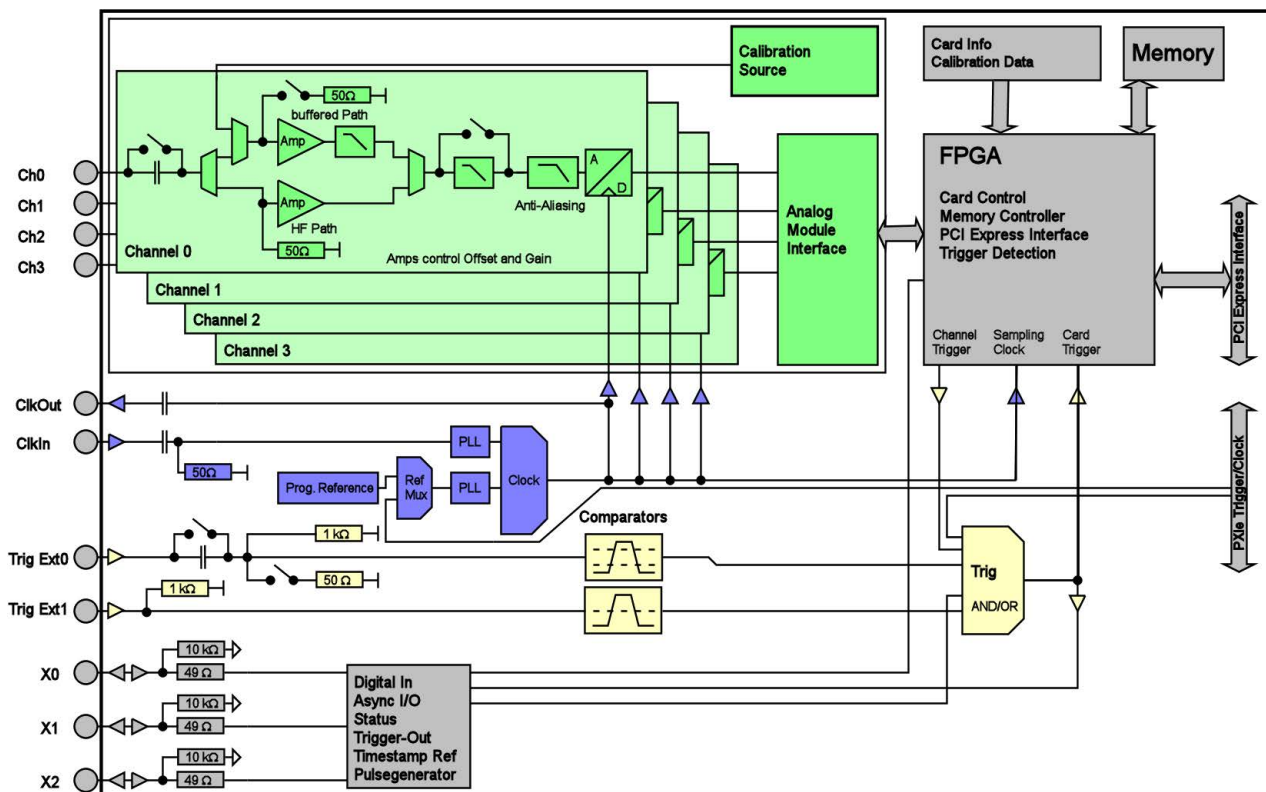 Calibration
Source
Card Info
Calibration Data
Memory
50Ω
buffered Path
Amp
Ch0
A
D
FPGA
Ch1
Amp
Anti-Aliasing
HF Path
Card Control
Memory Controller
PCI Express Interface
Trigger Detection
Analog
Module
Interface
Ch2
Channel 0
50Ω
Amps control Offset and Gain
Ch3
Channel 1
Channel 2
Channel 3
Channel
Trigger
Sampling
Clock
Card
Trigger
PCI Express Interface
ClkOut
ClkIn
50Ω
PLL
Prog. Reference
Ref
Mux
PLL
Clock
PXIe Trigger/Clock
Comparators
1 kΩ
Trig Ext0
50 Ω
1 kΩ
Trig Ext1
Trig
AND/OR
10 kΩ
X0
49 Ω
10 kΩ
X1
49 Ω
10 kΩ
X2
49 Ω
Digital In
Async I/O
Status
Trigger-Out
Timestamp Ref
Pulsegenerator